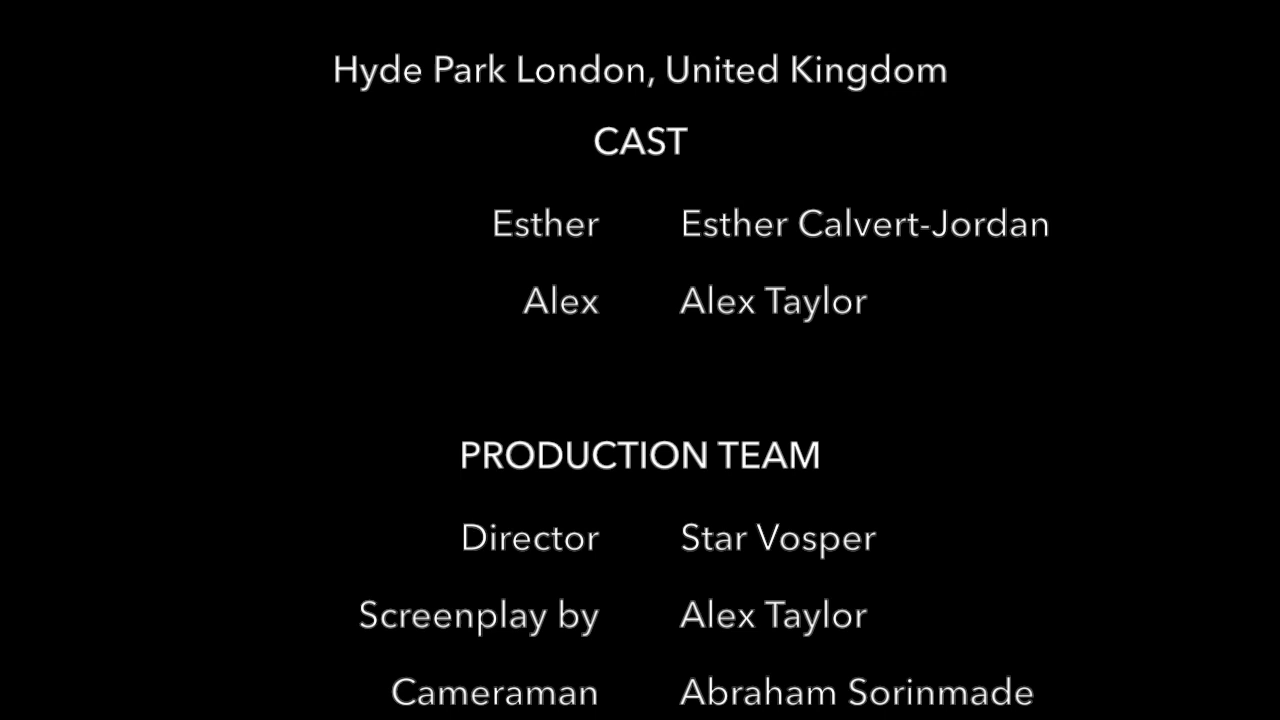 Hyde Park London, United Kingdom
CAST
Esther Esther Calvert-Jordan
Alex Alex Taylor
PRODUCTION TEAM
Director Star Vosper
Screenplay by Alex Taylor
Cameraman Abraham Sorinmade